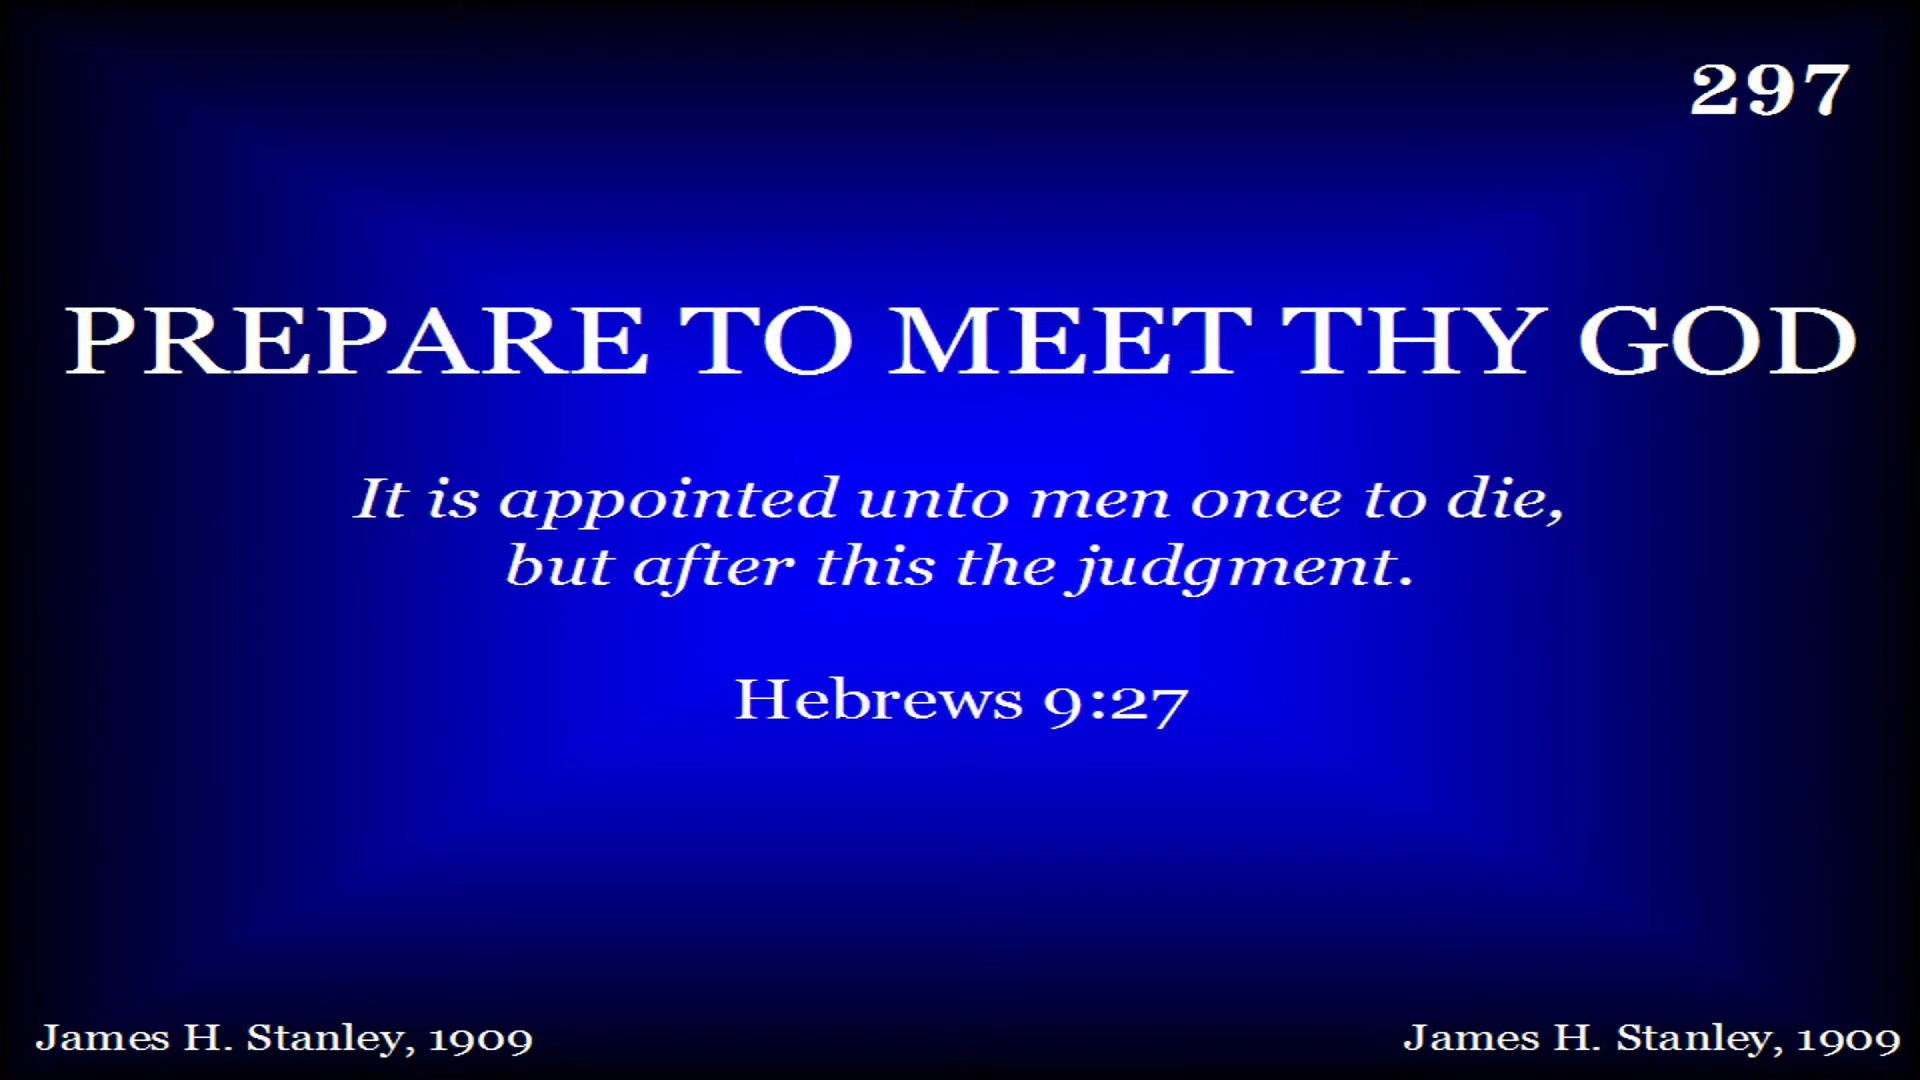 297
PREPARE TO MEET THY GOD
It is appointed unto men once to die,
but after this the judgment.
Hebrews 9:27
James H. Stanley, 1909
James H. Stanley, 1909